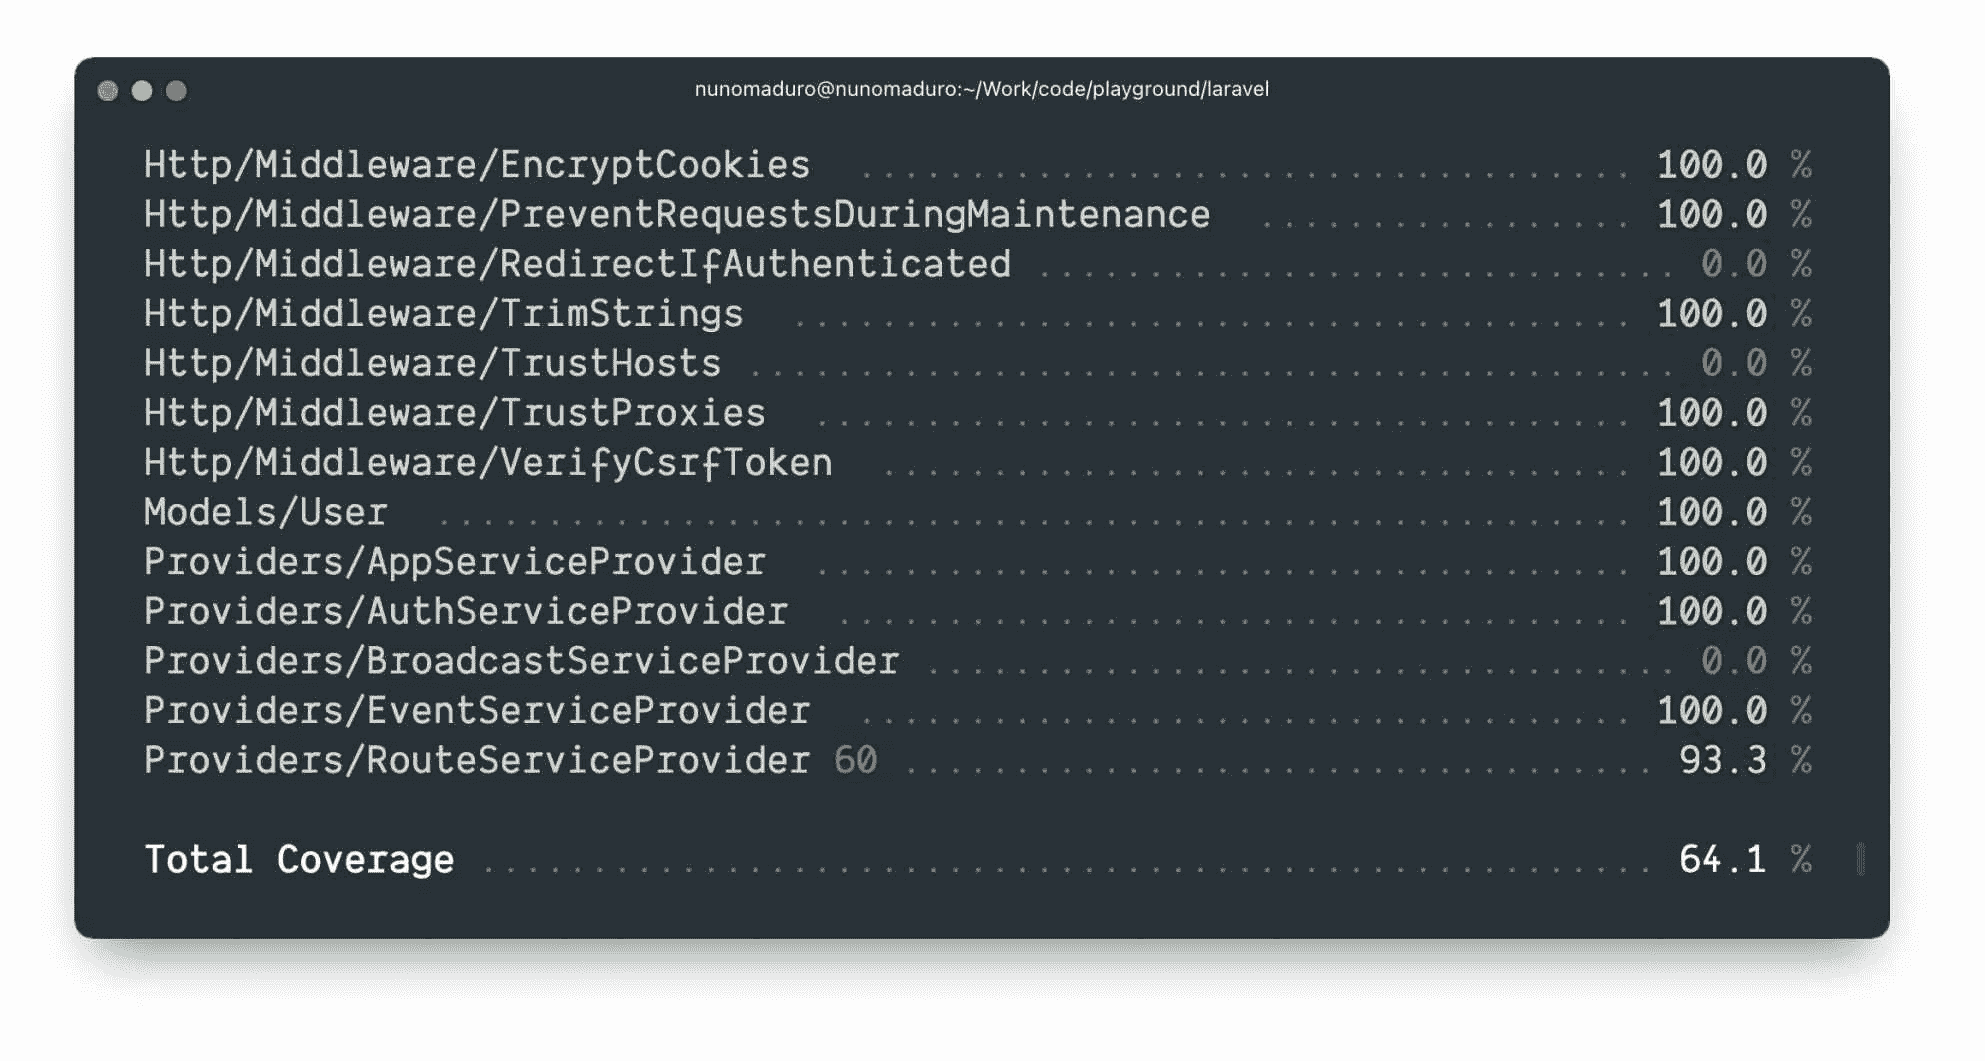 nunomaduro@nunomaduro:~/Work/code/playground/laravel
Http/Middleware/EncryptCookies ................................... 100.0 %
Http/Middleware/PreventRequestsDuringMaintenance ................. 100.0 %
Http/Middleware/RedirectIfAuthenticated ............................. 0.0 %
Http/Middleware/TrimStrings ...................................... 100.0 %
Http/Middleware/TrustHosts .......................................... 0.0 %
Http/Middleware/TrustProxies ..................................... 100.0 %
Http/Middleware/VerifyCsrfToken .................................. 100.0 %
Models/User ...................................................... 100.0 %
Providers/AppServiceProvider ..................................... 100.0 %
Providers/AuthServiceProvider .................................... 100.0 %
Providers/BroadcastServiceProvider .................................. 0.0 %
Providers/EventServiceProvider ................................... 100.0 %
Providers/RouteServiceProvider 60 .................................. 93.3 %
Total Coverage ..................................................... 64.1 %